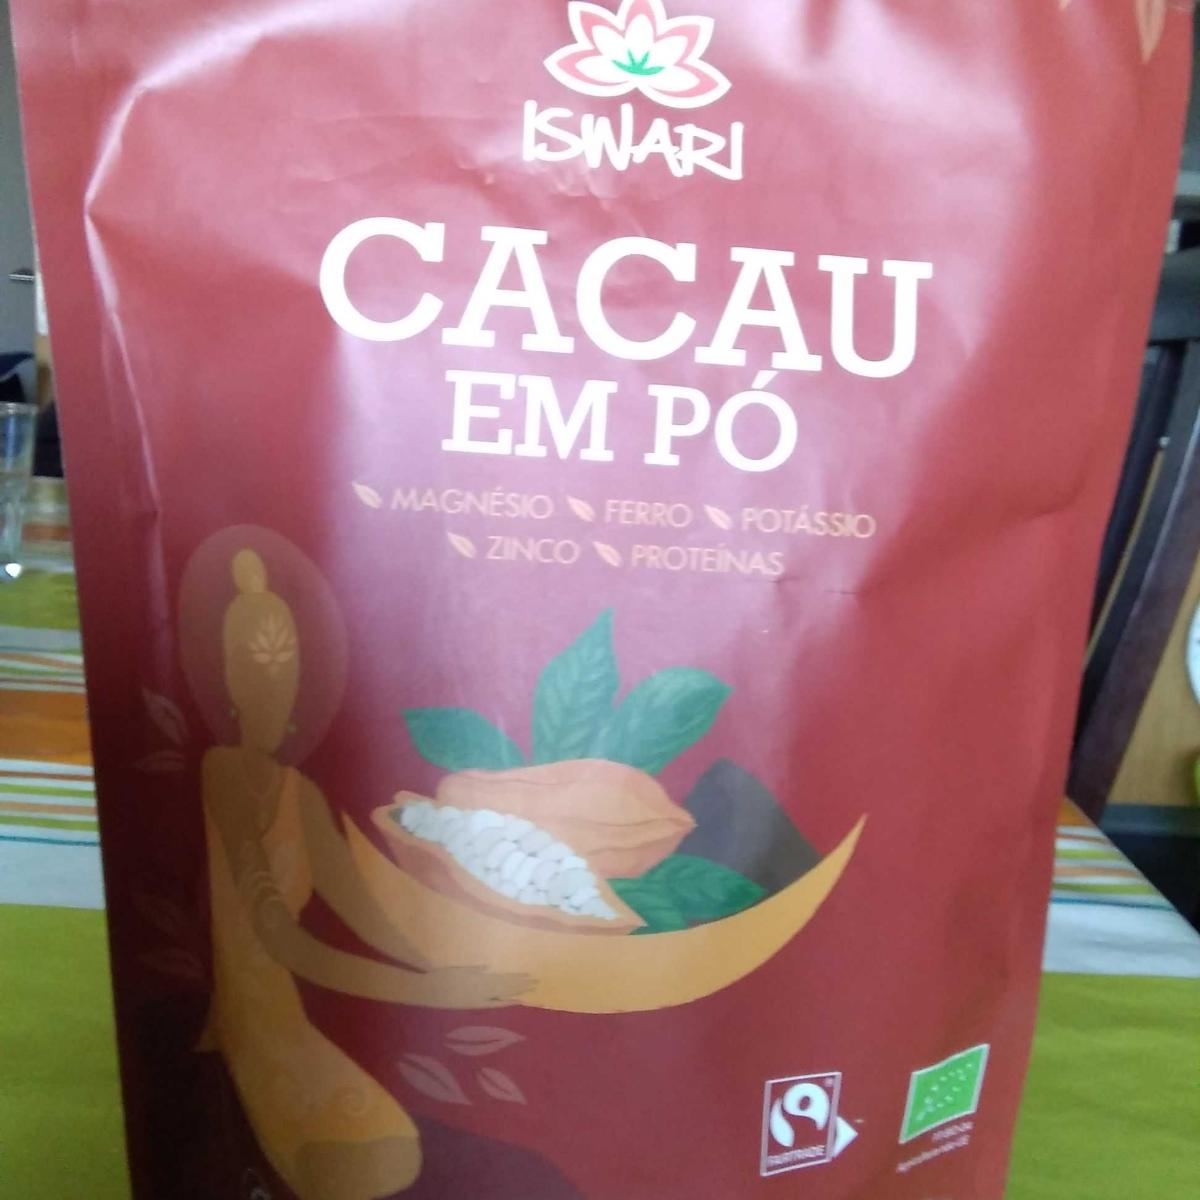 ISWARI
CACAU
EM PÓ
MAGNÉSIO FERRO POTÁSSIO
ZINCO PROTEÍNAS
FAIRTRADE